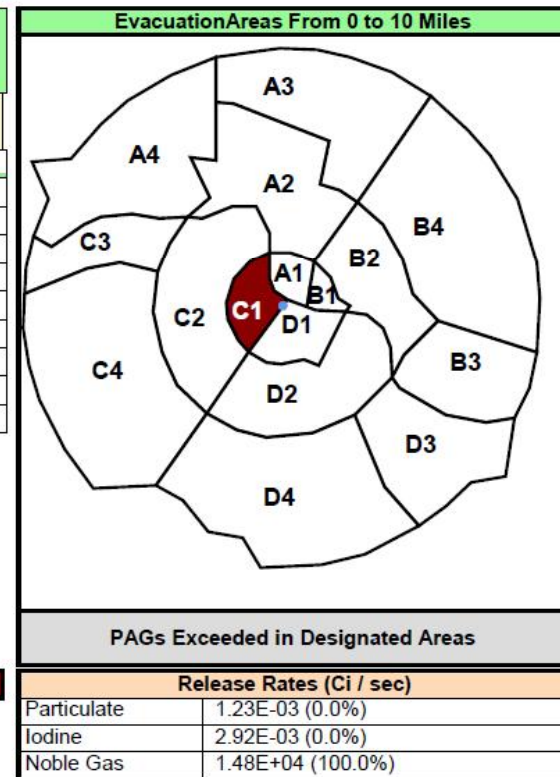 EvacuationAreas From 0 to 10 Miles
A3
A4
A2
B4
C3
B2
A1
B1
C1
C2
D1
C4
B3
D2
D3
D4
PAGs Exceeded in Designated Areas
Release Rates (Ci / sec)
Particulate 1.23E-03 (0.0%)
Iodine 2.92E-03 (0.0%)
Noble Gas 1.48E+04 (100.0%)